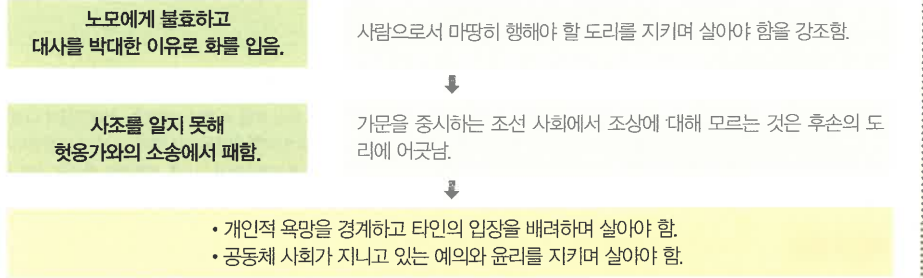 노모에게 불효하고
대사를 박대한 이유로 화를 입음.
사람으로서 마땅히 행해야 할 도리를 지키며 살아야 함을 강조함.
사조를 알지 못해
헛옹가와의 소송에서 패함.
가문을 중시하는 조선 사회에서 조상에 대해 모르는 것은 후손의 도
리에 어긋남.
• 개인적 욕망을 경계하고 타인의 입장을 배려하며 살아야 함.
• 공동체 사회가 지니고 있는 예의와 윤리를 지키며 살아야 함.